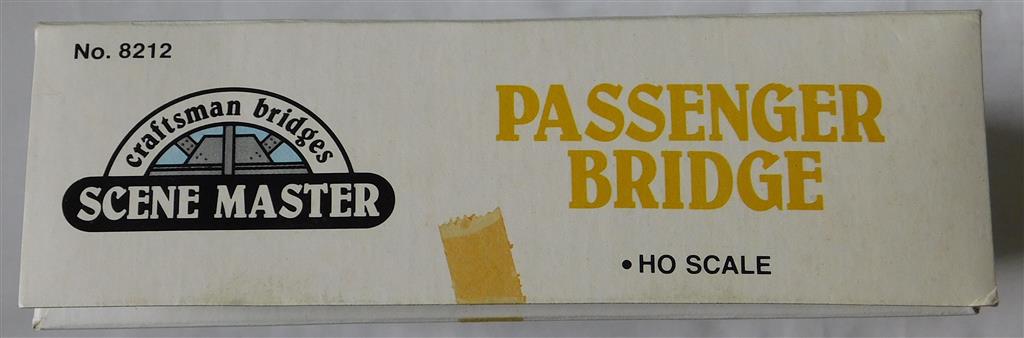 No. 8212
craftsman bridges
SCENE MASTER
PASSENGER
BRIDGE
• HO SCALE